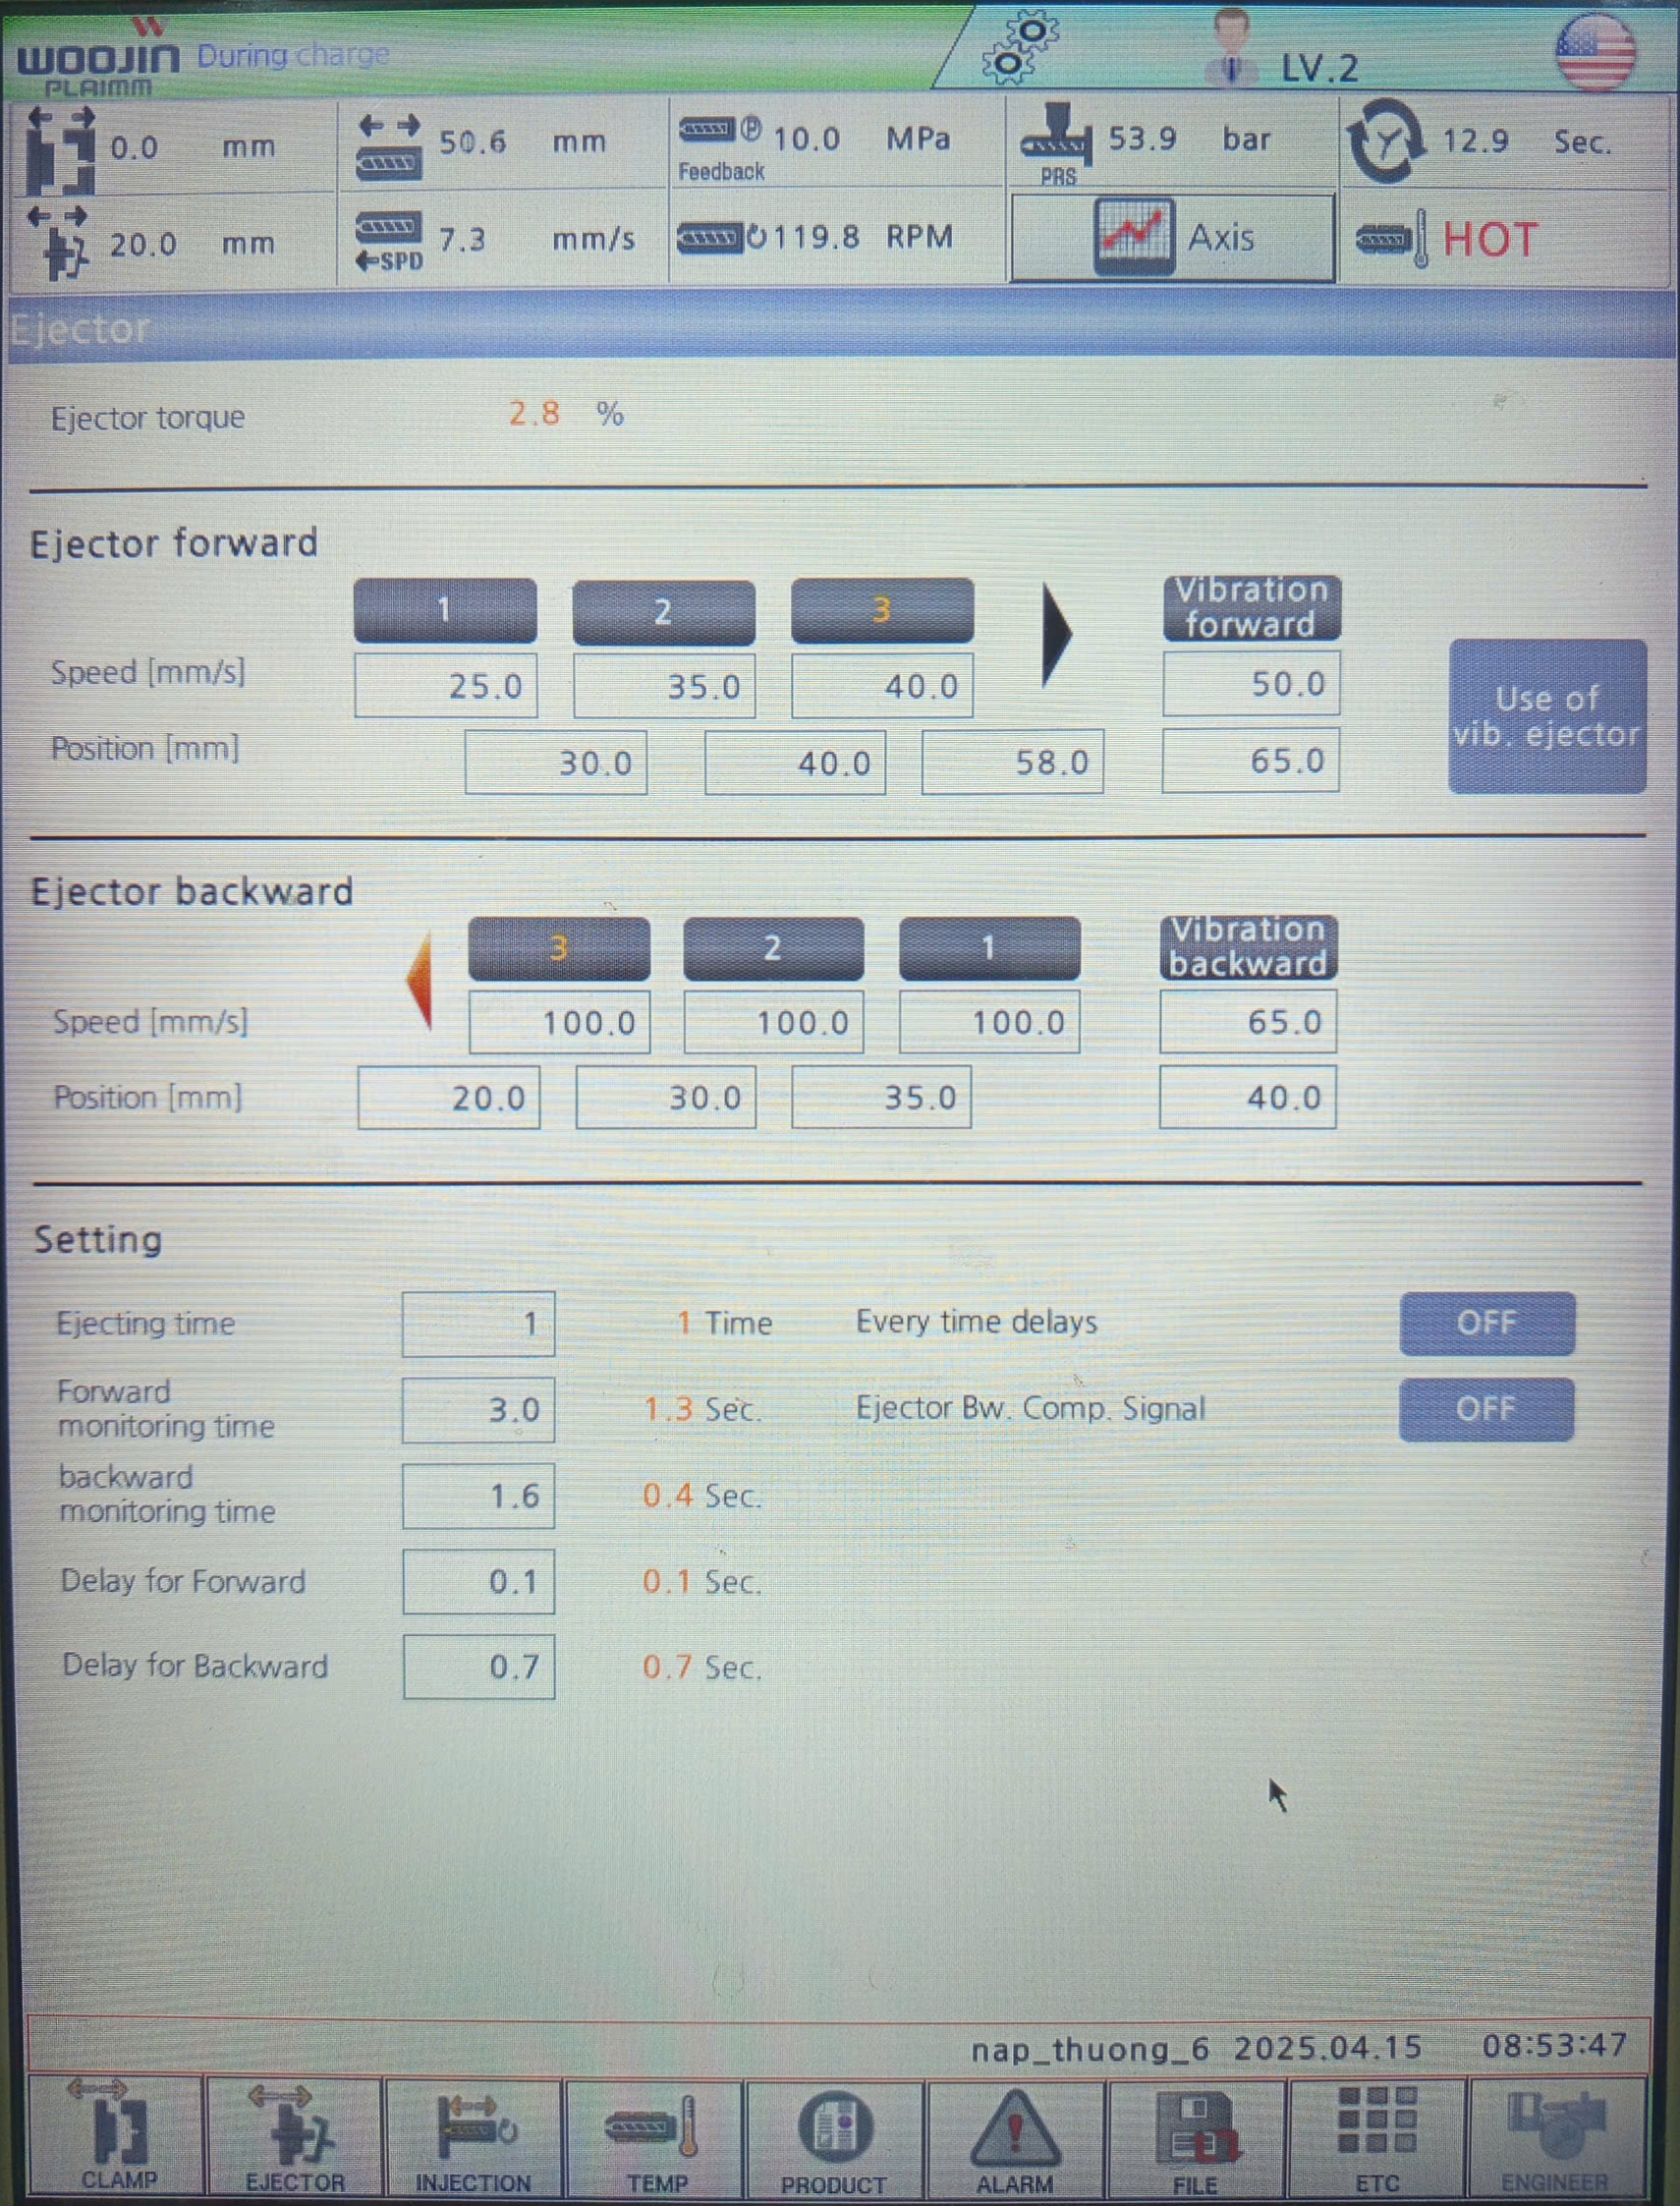 WOOJIN PLAIMM During charge LV.2
0.0 mm 50.6 mm Feedback 10.0 MPa PRS 53.9 bar 12.9 Sec.
20.0 mm ←SPD 7.3 mm/s 119.8 RPM Axis HOT
Ejector
Ejector torque 2.8 %
Ejector forward
1 2 3 Vibration forward
Speed [mm/s] 25.0 35.0 40.0 50.0
Use of vib. ejector
Position [mm] 30.0 40.0 58.0 65.0
Ejector backward
3 2 1 Vibration backward
Speed [mm/s] 100.0 100.0 100.0 65.0
Position [mm] 20.0 30.0 35.0 40.0
Setting
Ejecting time 1 1 Time Every time delays OFF
Forward monitoring time 3.0 1.3 Sec. Ejector Bw. Comp. Signal OFF
backward monitoring time 1.6 0.4 Sec.
Delay for Forward 0.1 0.1 Sec.
Delay for Backward 0.7 0.7 Sec.
nap_thuong_6 2025.04.15 08:53:47
CLAMP EJECTOR INJECTION TEMP PRODUCT ALARM FILE ETC ENGINEER